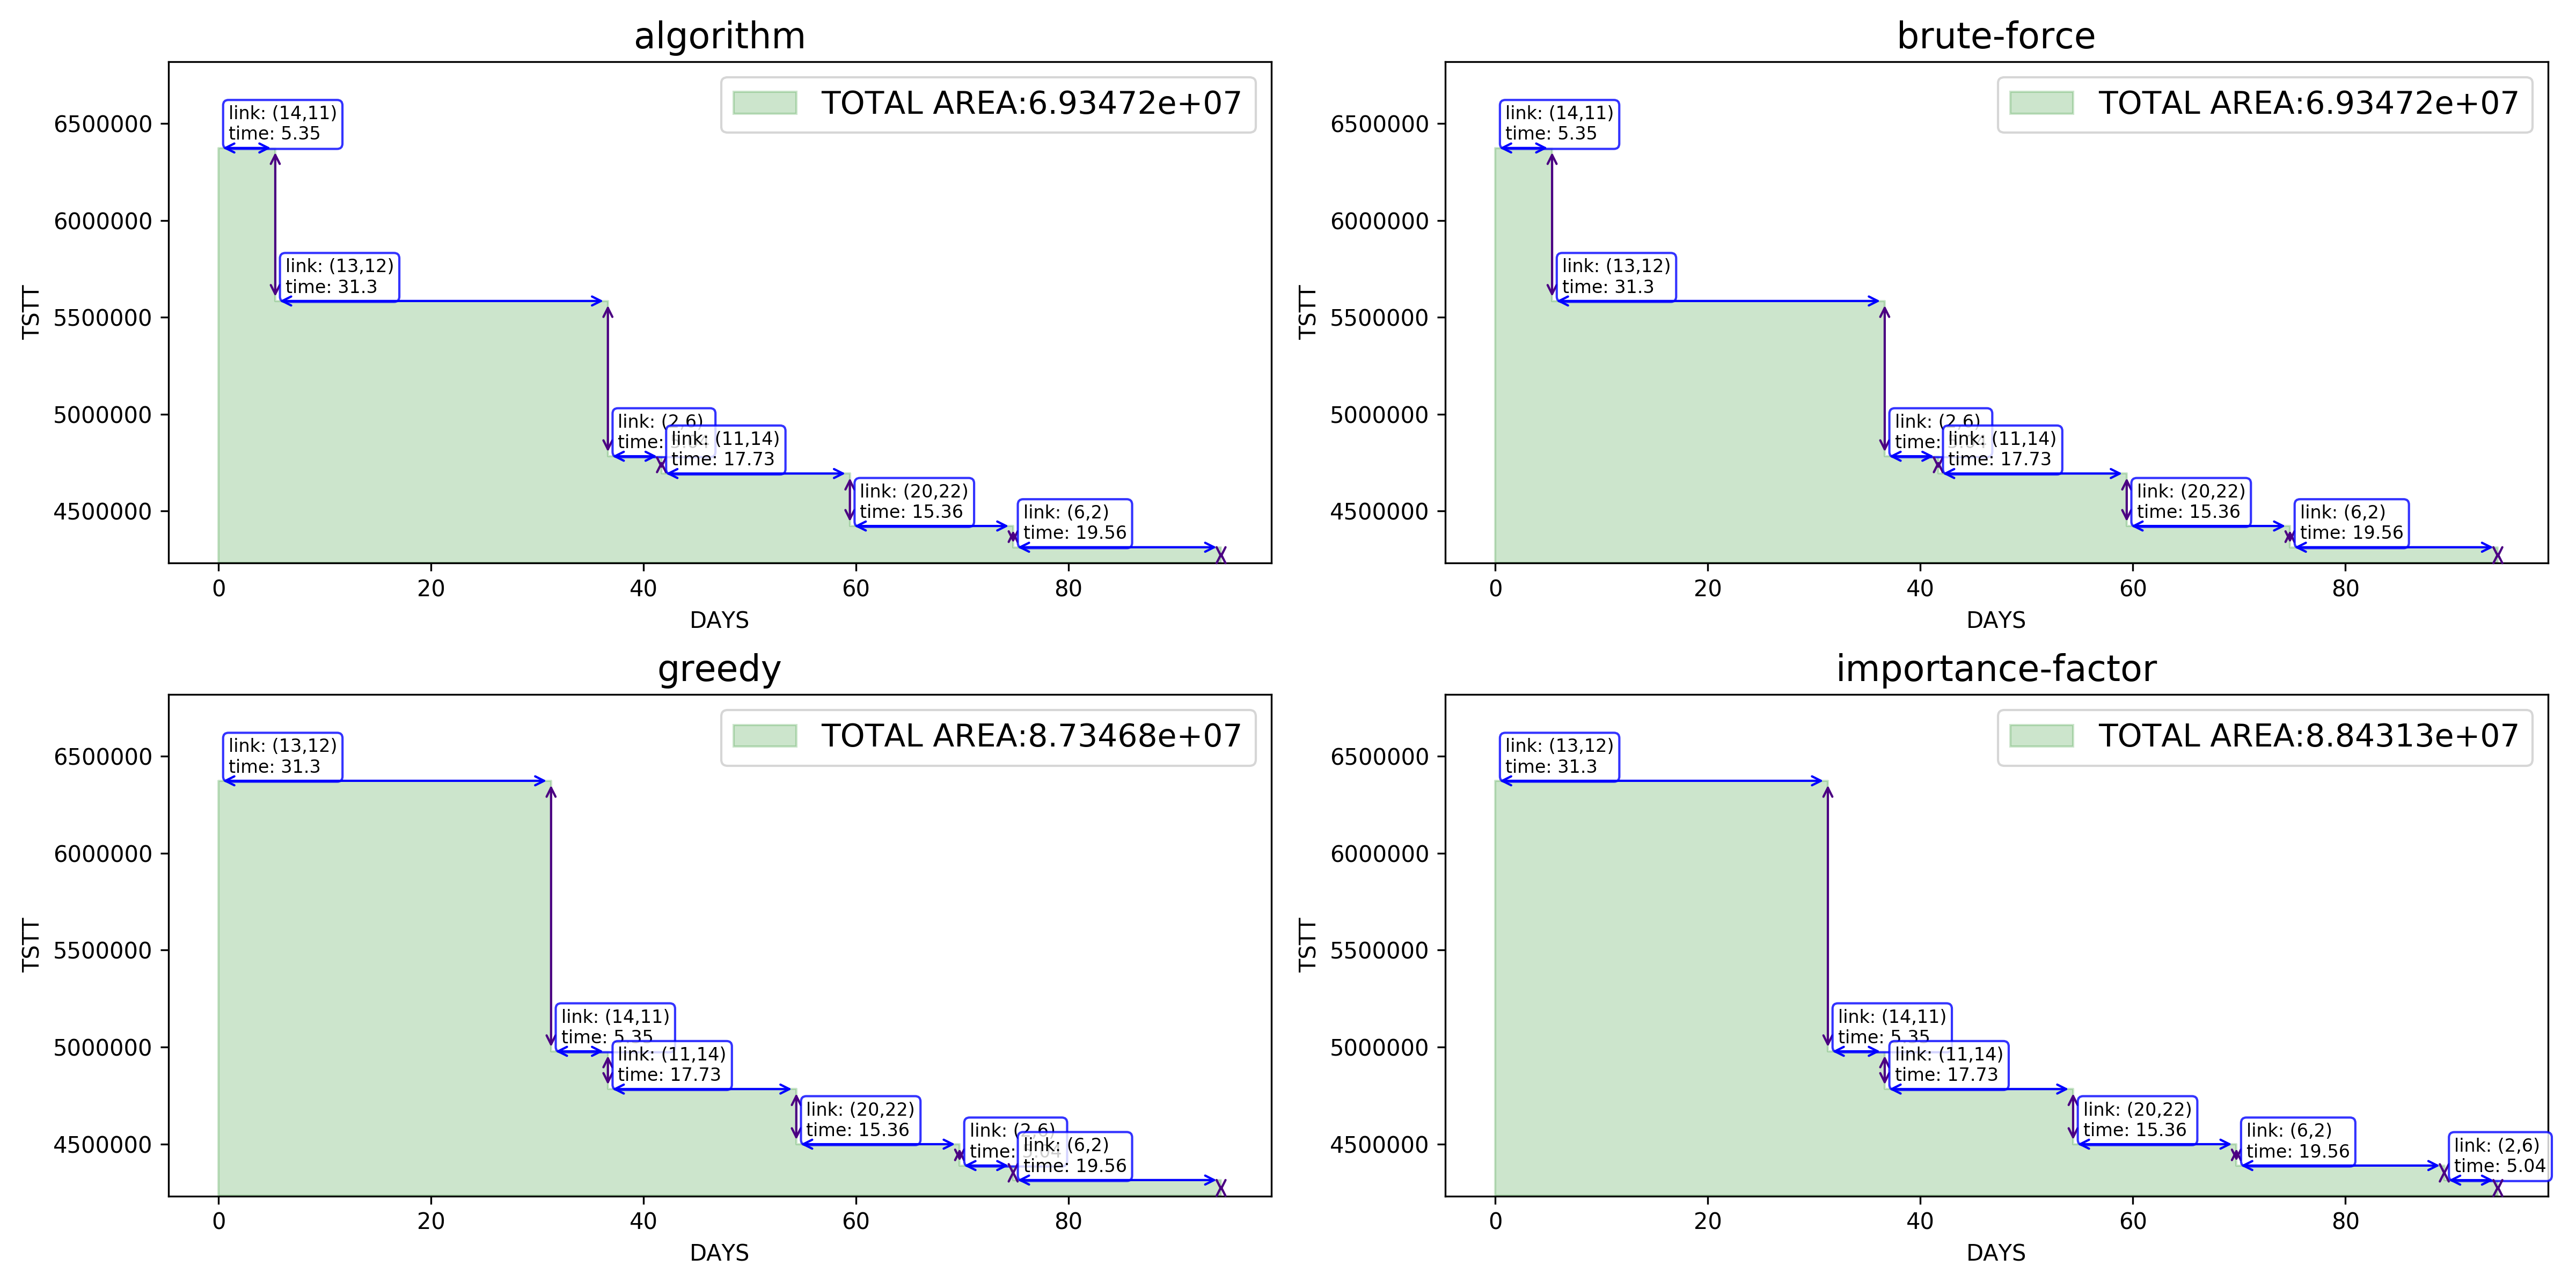 algorithm
TOTAL AREA:6.93472e+07
link: (14,11)
time: 5.35
link: (13,12)
time: 31.3
link: (2,6)
time:
link: (11,14)
time: 17.73
link: (20,22)
time: 15.36
link: (6,2)
time: 19.56
6500000
6000000
5500000
5000000
4500000
TSTT
0 20 40 60 80
DAYS
brute-force
TOTAL AREA:6.93472e+07
link: (14,11)
time: 5.35
link: (13,12)
time: 31.3
link: (2,6)
time:
link: (11,14)
time: 17.73
link: (20,22)
time: 15.36
link: (6,2)
time: 19.56
6500000
6000000
5500000
5000000
4500000
TSTT
0 20 40 60 80
DAYS
greedy
TOTAL AREA:8.73468e+07
link: (13,12)
time: 31.3
link: (14,11)
time: 5.35
link: (11,14)
time: 17.73
link: (20,22)
time: 15.36
link: (2,6)
time: 5.04
link: (6,2)
time: 19.56
6500000
6000000
5500000
5000000
4500000
TSTT
0 20 40 60 80
DAYS
importance-factor
TOTAL AREA:8.84313e+07
link: (13,12)
time: 31.3
link: (14,11)
time: 5.35
link: (11,14)
time: 17.73
link: (20,22)
time: 15.36
link: (6,2)
time: 19.56
link: (2,6)
time: 5.04
6500000
6000000
5500000
5000000
4500000
TSTT
0 20 40 60 80
DAYS